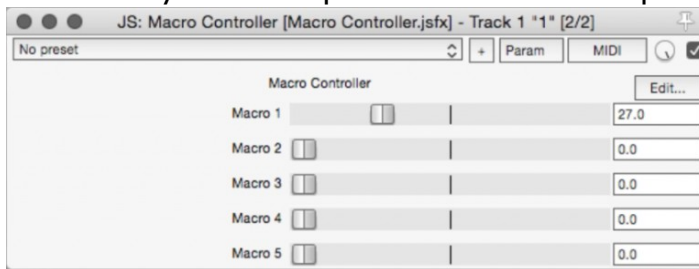 JS: Macro Controller [Macro Controller.jsfx] - Track 1 "1" [2/2]
No preset + Param MIDI
Macro Controller Edit...
Macro 1 27.0
Macro 2 0.0
Macro 3 0.0
Macro 4 0.0
Macro 5 0.0